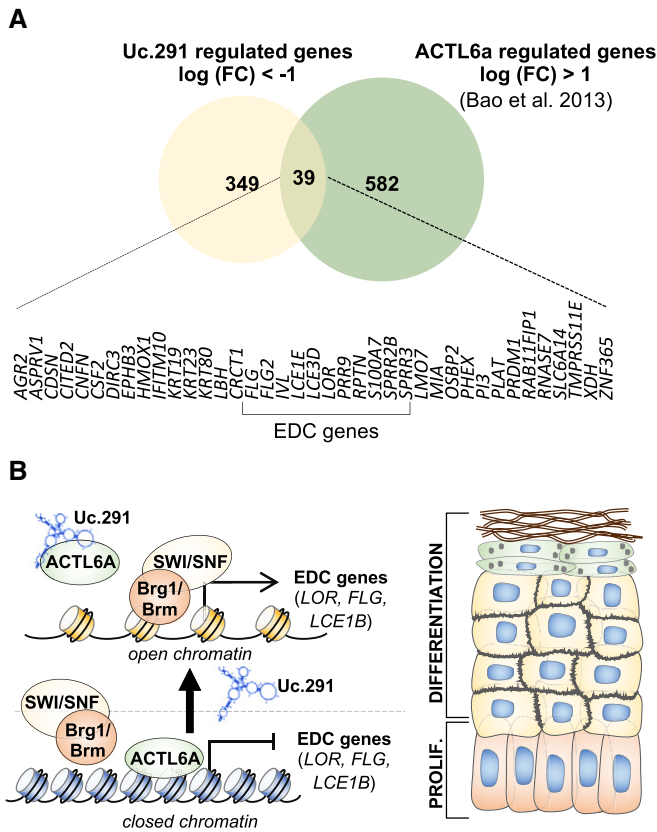 A
Uc.291 regulated genes
log (FC) < -1
ACTL6a regulated genes
log (FC) > 1
(Bao et al. 2013)
349
39
582
AGR2
ASPRV1
CDSN
CITED2
CNFN
CSF2
DIRC3
EPHB3
HMOX1
IFITM10
KRT19
KRT23
KRT80
LBH
CRCT1
FLG
FLG2
IVL
LCE1E
LCE3D
LOR
PRR9
RPTN
S100A7
SPRR2B
SPRR3
LMO7
MIA
OSBP2
PHEX
PI3
PLAT
PRDM1
RAB11FIP1
RNASE7
SLC6A14
TMPRSS11E
XDH
ZNF365
EDC genes
B
Uc.291
ACTL6A
SWI/SNF
Brg1/
Brm
EDC genes
(LOR, FLG,
LCE1B)
open chromatin
Uc.291
SWI/SNF
Brg1/
Brm
ACTL6A
EDC genes
(LOR, FLG,
LCE1B)
closed chromatin
DIFFERENTIATION
PROLIF.